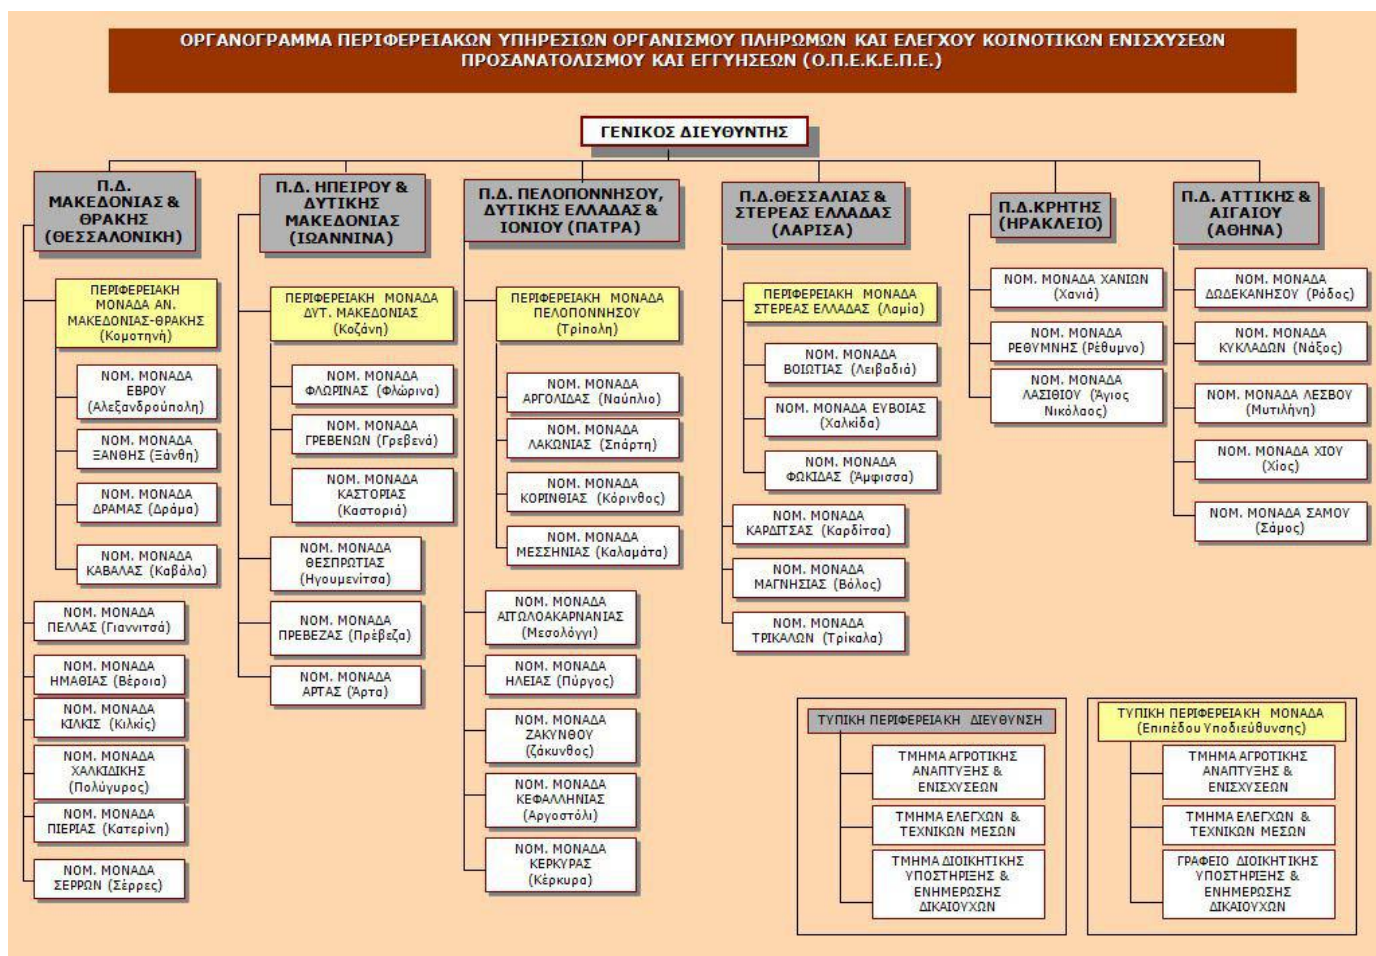 ΟΡΓΑΝΟΓΡΑΜΜΑ ΠΕΡΙΦΕΡΕΙΑΚΩΝ ΥΠΗΡΕΣΙΩΝ ΟΡΓΑΝΙΣΜΟΥ ΠΛΗΡΩΜΩΝ ΚΑΙ ΕΛΕΓΧΟΥ ΚΟΙΝΟΤΙΚΩΝ ΕΝΙΣΧΥΣΕΩΝ
ΠΡΟΣΑΝΑΤΟΛΙΣΜΟΥ ΚΑΙ ΕΓΓΥΗΣΕΩΝ (Ο.Π.Ε.Κ.Ε.Π.Ε.)
ΓΕΝΙΚΟΣ ΔΙΕΥΘΥΝΤΗΣ
Π.Δ.
ΜΑΚΕΔΟΝΙΑΣ &
ΘΡΑΚΗΣ
(ΘΕΣΣΑΛΟΝΙΚΗ)
ΠΕΡΙΦΕΡΕΙΑΚΗ
ΜΟΝΑΔΑ ΑΝ.
ΜΑΚΕΔΟΝΙΑΣ-ΘΡΑΚΗΣ
(Κομοτηνή)
ΝΟΜ. ΜΟΝΑΔΑ
ΕΒΡΟΥ
(Αλεξανδρούπολη)
ΝΟΜ. ΜΟΝΑΔΑ
ΞΑΝΘΗΣ (Ξάνθη)
ΝΟΜ. ΜΟΝΑΔΑ
ΔΡΑΜΑΣ (Δράμα)
ΝΟΜ. ΜΟΝΑΔΑ
ΚΑΒΑΛΑΣ (Καβάλα)
ΝΟΜ. ΜΟΝΑΔΑ
ΠΕΛΛΑΣ (Γιαννιτσά)
ΝΟΜ. ΜΟΝΑΔΑ
ΗΜΑΘΙΑΣ (Βέροια)
ΝΟΜ. ΜΟΝΑΔΑ
ΚΙΛΚΙΣ (Κιλκίς)
ΝΟΜ. ΜΟΝΑΔΑ
ΧΑΛΚΙΔΙΚΗΣ
(Πολύγυρος)
ΝΟΜ. ΜΟΝΑΔΑ
ΠΙΕΡΙΑΣ (Κατερίνη)
ΝΟΜ. ΜΟΝΑΔΑ
ΣΕΡΡΩΝ (Σέρρες)
Π.Δ. ΗΠΕΙΡΟΥ &
ΔΥΤΙΚΗΣ
ΜΑΚΕΔΟΝΙΑΣ
(ΙΩΑΝΝΙΝΑ)
ΠΕΡΙΦΕΡΕΙΑΚΗ ΜΟΝΑΔΑ
ΔΥΤ. ΜΑΚΕΔΟΝΙΑΣ
(Κοζάνη)
ΝΟΜ. ΜΟΝΑΔΑ
ΦΛΩΡΙΝΑΣ (Φλώρινα)
ΝΟΜ. ΜΟΝΑΔΑ
ΓΡΕΒΕΝΩΝ (Γρεβενά)
ΝΟΜ. ΜΟΝΑΔΑ
ΚΑΣΤΟΡΙΑΣ
(Καστοριά)
ΝΟΜ. ΜΟΝΑΔΑ
ΘΕΣΠΡΩΤΙΑΣ
(Ηγουμενίτσα)
ΝΟΜ. ΜΟΝΑΔΑ
ΠΡΕΒΕΖΑΣ (Πρέβεζα)
ΝΟΜ. ΜΟΝΑΔΑ
ΑΡΤΑΣ (Άρτα)
Π.Δ. ΠΕΛΟΠΟΝΝΗΣΟΥ,
ΔΥΤΙΚΗΣ ΕΛΛΑΔΑΣ &
ΙΟΝΙΟΥ (ΠΑΤΡΑ)
ΠΕΡΙΦΕΡΕΙΑΚΗ ΜΟΝΑΔΑ
ΠΕΛΟΠΟΝΝΗΣΟΥ
(Τρίπολη)
ΝΟΜ. ΜΟΝΑΔΑ
ΑΡΓΟΛΙΔΑΣ (Ναύπλιο)
ΝΟΜ. ΜΟΝΑΔΑ
ΛΑΚΩΝΙΑΣ (Σπάρτη)
ΝΟΜ. ΜΟΝΑΔΑ
ΚΟΡΙΝΘΙΑΣ (Κόρινθος)
ΝΟΜ. ΜΟΝΑΔΑ
ΜΕΣΣΗΝΙΑΣ (Καλαμάτα)
ΝΟΜ. ΜΟΝΑΔΑ
ΑΙΤΩΛΟΑΚΑΡΝΑΝΙΑΣ
(Μεσολόγγι)
ΝΟΜ. ΜΟΝΑΔΑ
ΗΛΕΙΑΣ (Πύργος)
ΝΟΜ. ΜΟΝΑΔΑ
ΖΑΚΥΝΘΟΥ
(ζάκυνθος)
ΝΟΜ. ΜΟΝΑΔΑ
ΚΕΦΑΛΛΗΝΙΑΣ
(Αργοστόλι)
ΝΟΜ. ΜΟΝΑΔΑ
ΚΕΡΚΥΡΑΣ
(Κέρκυρα)
Π.Δ.ΘΕΣΣΑΛΙΑΣ &
ΣΤΕΡΕΑΣ ΕΛΛΑΔΑΣ
(ΛΑΡΙΣΑ)
ΠΕΡΙΦΕΡΕΙΑΚΗ ΜΟΝΑΔΑ
ΣΤΕΡΕΑΣ ΕΛΛΑΔΑΣ (Λαμία)
ΝΟΜ. ΜΟΝΑΔΑ
ΒΟΙΩΤΙΑΣ (Λειβαδιά)
ΝΟΜ. ΜΟΝΑΔΑ ΕΥΒΟΙΑΣ
(Χαλκίδα)
ΝΟΜ. ΜΟΝΑΔΑ
ΦΩΚΙΔΑΣ (Άμφισσα)
ΝΟΜ. ΜΟΝΑΔΑ
ΚΑΡΔΙΤΣΑΣ (Καρδίτσα)
ΝΟΜ. ΜΟΝΑΔΑ
ΜΑΓΝΗΣΙΑΣ (Βόλος)
ΝΟΜ. ΜΟΝΑΔΑ
ΤΡΙΚΑΛΩΝ (Τρίκαλα)
Π.Δ.ΚΡΗΤΗΣ
(ΗΡΑΚΛΕΙΟ)
ΝΟΜ. ΜΟΝΑΔΑ ΧΑΝΙΩΝ
(Χανιά)
ΝΟΜ. ΜΟΝΑΔΑ
ΡΕΘΥΜΝΗΣ (Ρέθυμνο)
ΝΟΜ. ΜΟΝΑΔΑ
ΛΑΣΙΘΙΟΥ (Άγιος
Νικόλαος)
Π.Δ. ΑΤΤΙΚΗΣ &
ΑΙΓΑΙΟΥ
(ΑΘΗΝΑ)
ΝΟΜ. ΜΟΝΑΔΑ
ΔΩΔΕΚΑΝΗΣΟΥ (Ρόδος)
ΝΟΜ. ΜΟΝΑΔΑ
ΚΥΚΛΑΔΩΝ (Νάξος)
ΝΟΜ. ΜΟΝΑΔΑ ΛΕΣΒΟΥ
(Μυτιλήνη)
ΝΟΜ. ΜΟΝΑΔΑ ΧΙΟΥ
(Χίος)
ΝΟΜ. ΜΟΝΑΔΑ ΣΑΜΟΥ
(Σάμος)
ΤΥΠΙΚΗ ΠΕΡΙΦΕΡΕΙΑΚΗ ΔΙΕΥΘΥΝΣΗ
ΤΜΗΜΑ ΑΓΡΟΤΙΚΗΣ
ΑΝΑΠΤΥΞΗΣ &
ΕΝΙΣΧΥΣΕΩΝ
ΤΜΗΜΑ ΕΛΕΓΧΩΝ &
ΤΕΧΝΙΚΩΝ ΜΕΣΩΝ
ΤΜΗΜΑ ΔΙΟΙΚΗΤΙΚΗΣ
ΥΠΟΣΤΗΡΙΞΗΣ &
ΕΝΗΜΕΡΩΣΗΣ
ΔΙΚΑΙΟΥΧΩΝ
ΤΥΠΙΚΗ ΠΕΡΙΦΕΡΕΙΑΚΗ ΜΟΝΑΔΑ
(Επιπέδου Υποδιεύθυνσης)
ΤΜΗΜΑ ΑΓΡΟΤΙΚΗΣ
ΑΝΑΠΤΥΞΗΣ &
ΕΝΙΣΧΥΣΕΩΝ
ΤΜΗΜΑ ΕΛΕΓΧΩΝ &
ΤΕΧΝΙΚΩΝ ΜΕΣΩΝ
ΓΡΑΦΕΙΟ ΔΙΟΙΚΗΤΙΚΗΣ
ΥΠΟΣΤΗΡΙΞΗΣ &
ΕΝΗΜΕΡΩΣΗΣ
ΔΙΚΑΙΟΥΧΩΝ